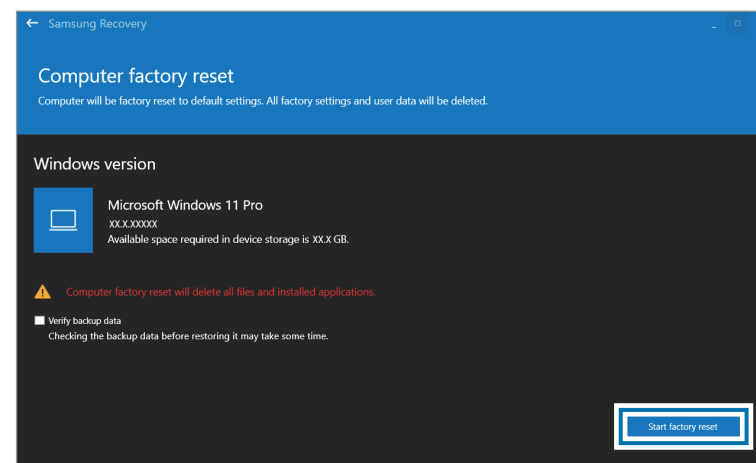 Samsung Recovery
Computer factory reset
Computer will be factory reset to default settings. All factory settings and user data will be deleted.
Windows version
Microsoft Windows 11 Pro
XX.X.XXXXX
Available space required in device storage is XX.X GB.
Computer factory reset will delete all files and installed applications.
Verify backup data
Checking the backup data before restoring it may take some time.
Start factory reset